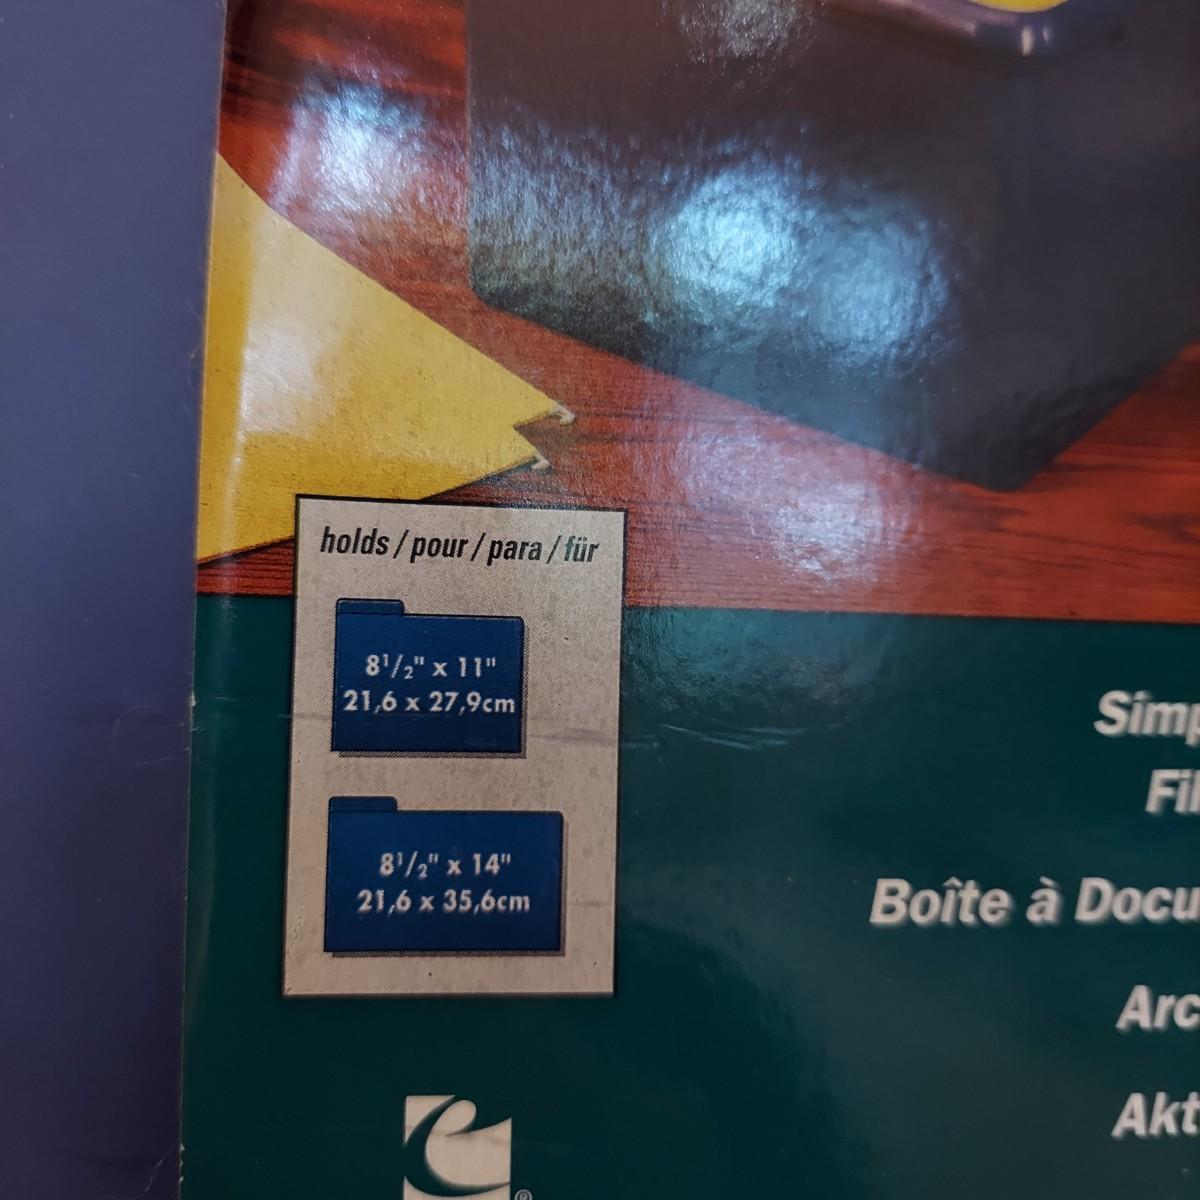 holds / pour / para / für
8½" x 11"
21,6 x 27,9cm
8½" x 14"
21,6 x 35,6cm
Simp
Fil
Boîte à Docu
Arc
Akt
®